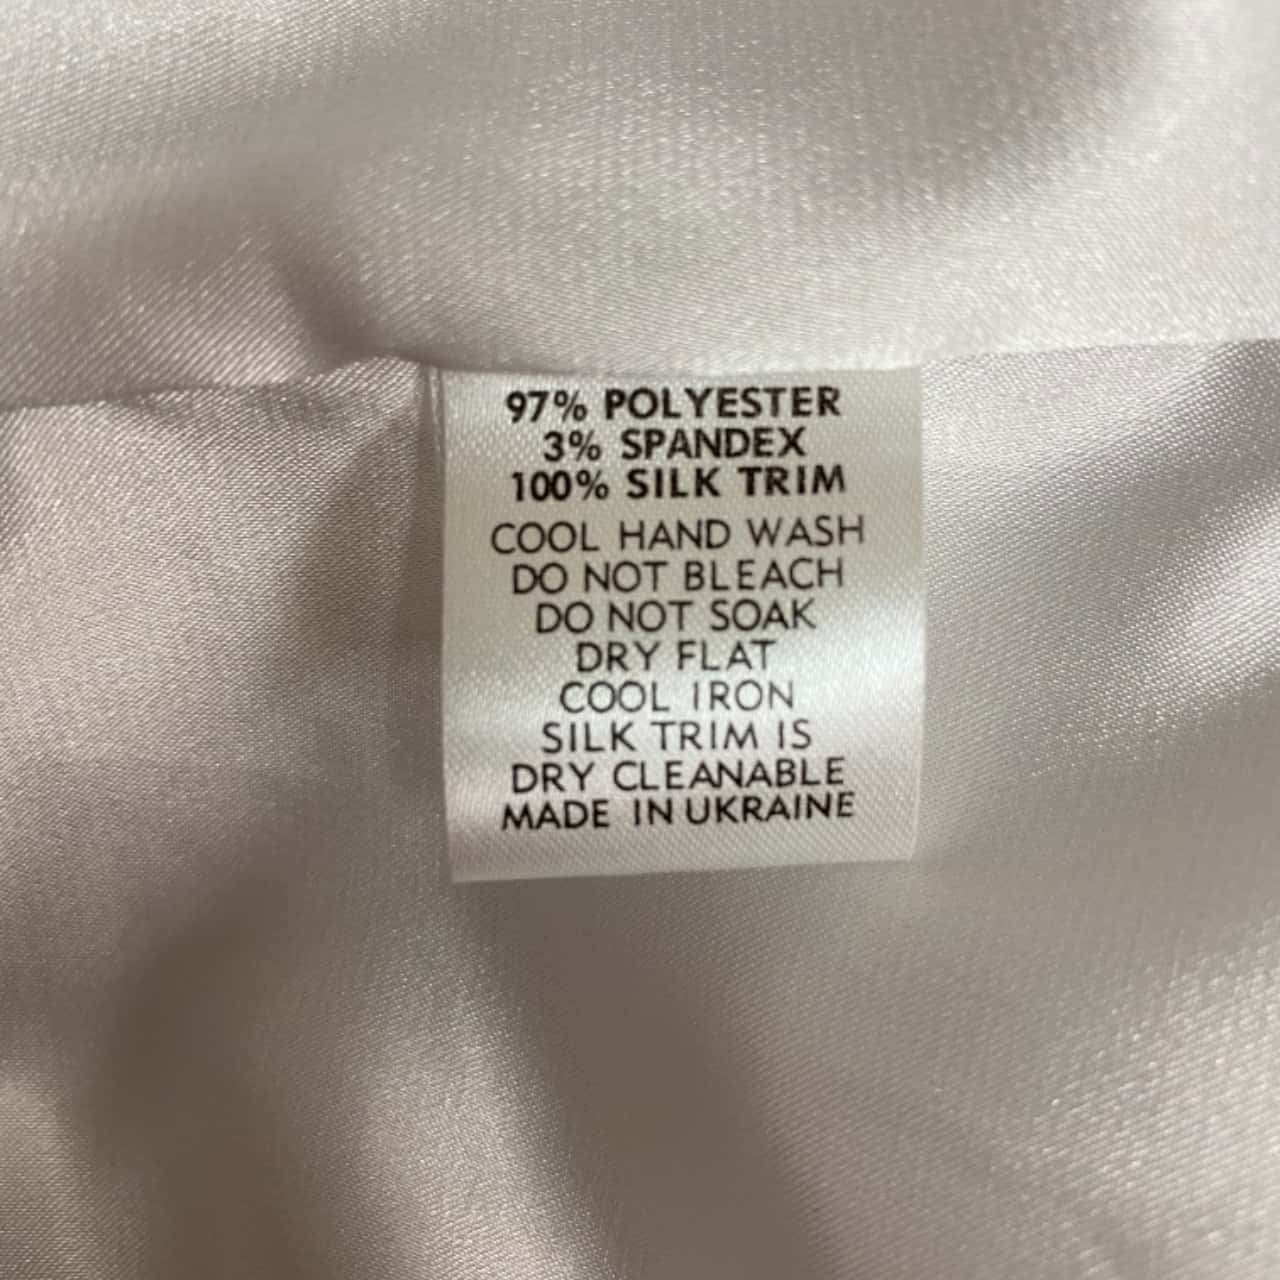 97% POLYESTER
3% SPANDEX
100% SILK TRIM
COOL HAND WASH
DO NOT BLEACH
DO NOT SOAK
DRY FLAT
COOL IRON
SILK TRIM IS
DRY CLEANABLE
MADE IN UKRAINE